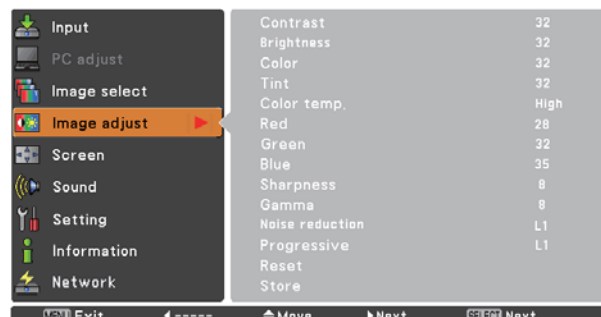 Input
PC adjust
Image select
Image adjust
Screen
Sound
Setting
Information
Network
Contrast 32
Brightness 32
Color 32
Tint 32
Color temp. High
Red 28
Green 32
Blue 35
Sharpness 8
Gamma 8
Noise reduction L1
Progressive L1
Reset
Store
MENU Exit ◀----- Move Next SELECT Next